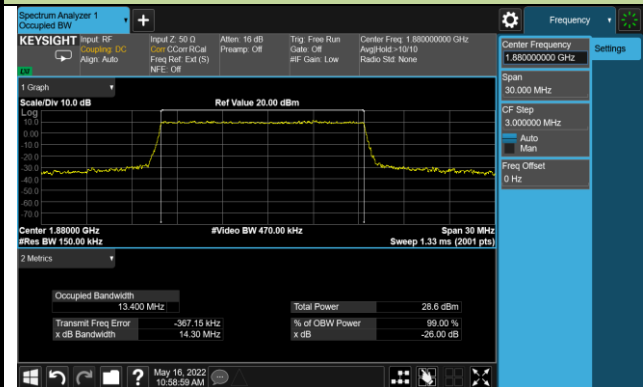 Spectrum Analyzer 1
Occupied BW
+
Frequency
KEYSIGHT
Input: RF
Coupling: DC
Align: Auto
Input Z: 50 Ω
Corr CCorr RCal
Freq Ref: Ext (S)
NFE: Off
Atten: 16 dB
Preamp: Off
Trig: Free Run
Gate: Off
#IF Gain: Low
Center Freq: 1.880000000 GHz
Avg|Hold:>10/10
Radio Std: None
Center Frequency
1.880000000 GHz
Settings
Span
30.000 MHz
CF Step
3.000000 MHz
Auto
Man
Freq Offset
0 Hz
1 Graph
Scale/Div 10.0 dB
Ref Value 20.00 dBm
Log
10.0
0.00
-10.0
-20.0
-30.0
-40.0
-50.0
-60.0
-70.0
Center 1.88000 GHz
#Video BW 470.00 kHz
Span 30 MHz
#Res BW 150.00 kHz
Sweep 1.33 ms (2001 pts)
2 Metrics
Occupied Bandwidth
13.400 MHz
Total Power
28.6 dBm
Transmit Freq Error
-367.15 kHz
% of OBW Power
99.00 %
x dB Bandwidth
14.30 MHz
x dB
-26.00 dB
?
May 16, 2022
10:58:59 AM